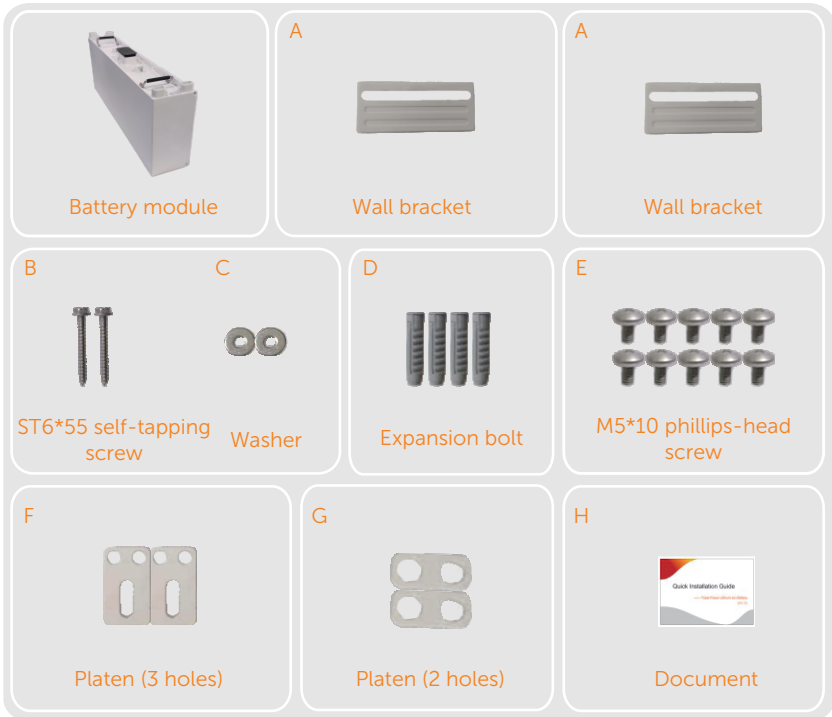 A
A
Battery module
Wall bracket
Wall bracket
B
C
D
E
ST6*55 self-tapping
screw
Washer
Expansion bolt
M5*10 phillips-head
screw
F
G
H
Quick Installation Guide
Platen (3 holes)
Platen (2 holes)
Document